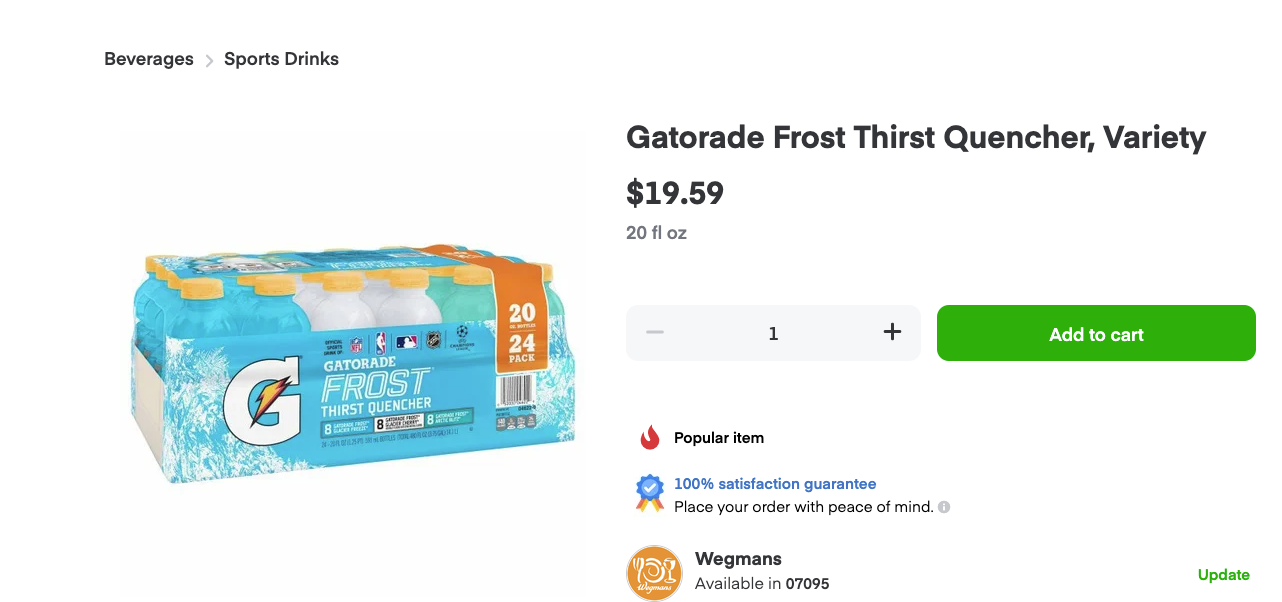 Beverages > Sports Drinks
Gatorade Frost Thirst Quencher, Variety
$19.59
20 fl oz
1
Add to cart
Popular item
100% satisfaction guarantee
Place your order with peace of mind.
Wegmans
Available in 07095
Update
20
OZ. BOTTLES
24
PACK
OFFICIAL
SPORTS
DRINK OF:
NFL
NBA
G
GATORADE
FROST
THIRST QUENCHER
8 GATORADE FROST GLACIER FREEZE
8 GATORADE FROST GLACIER CHERRY
8 GATORADE FROST ARCTIC BLITZ
Wegmans